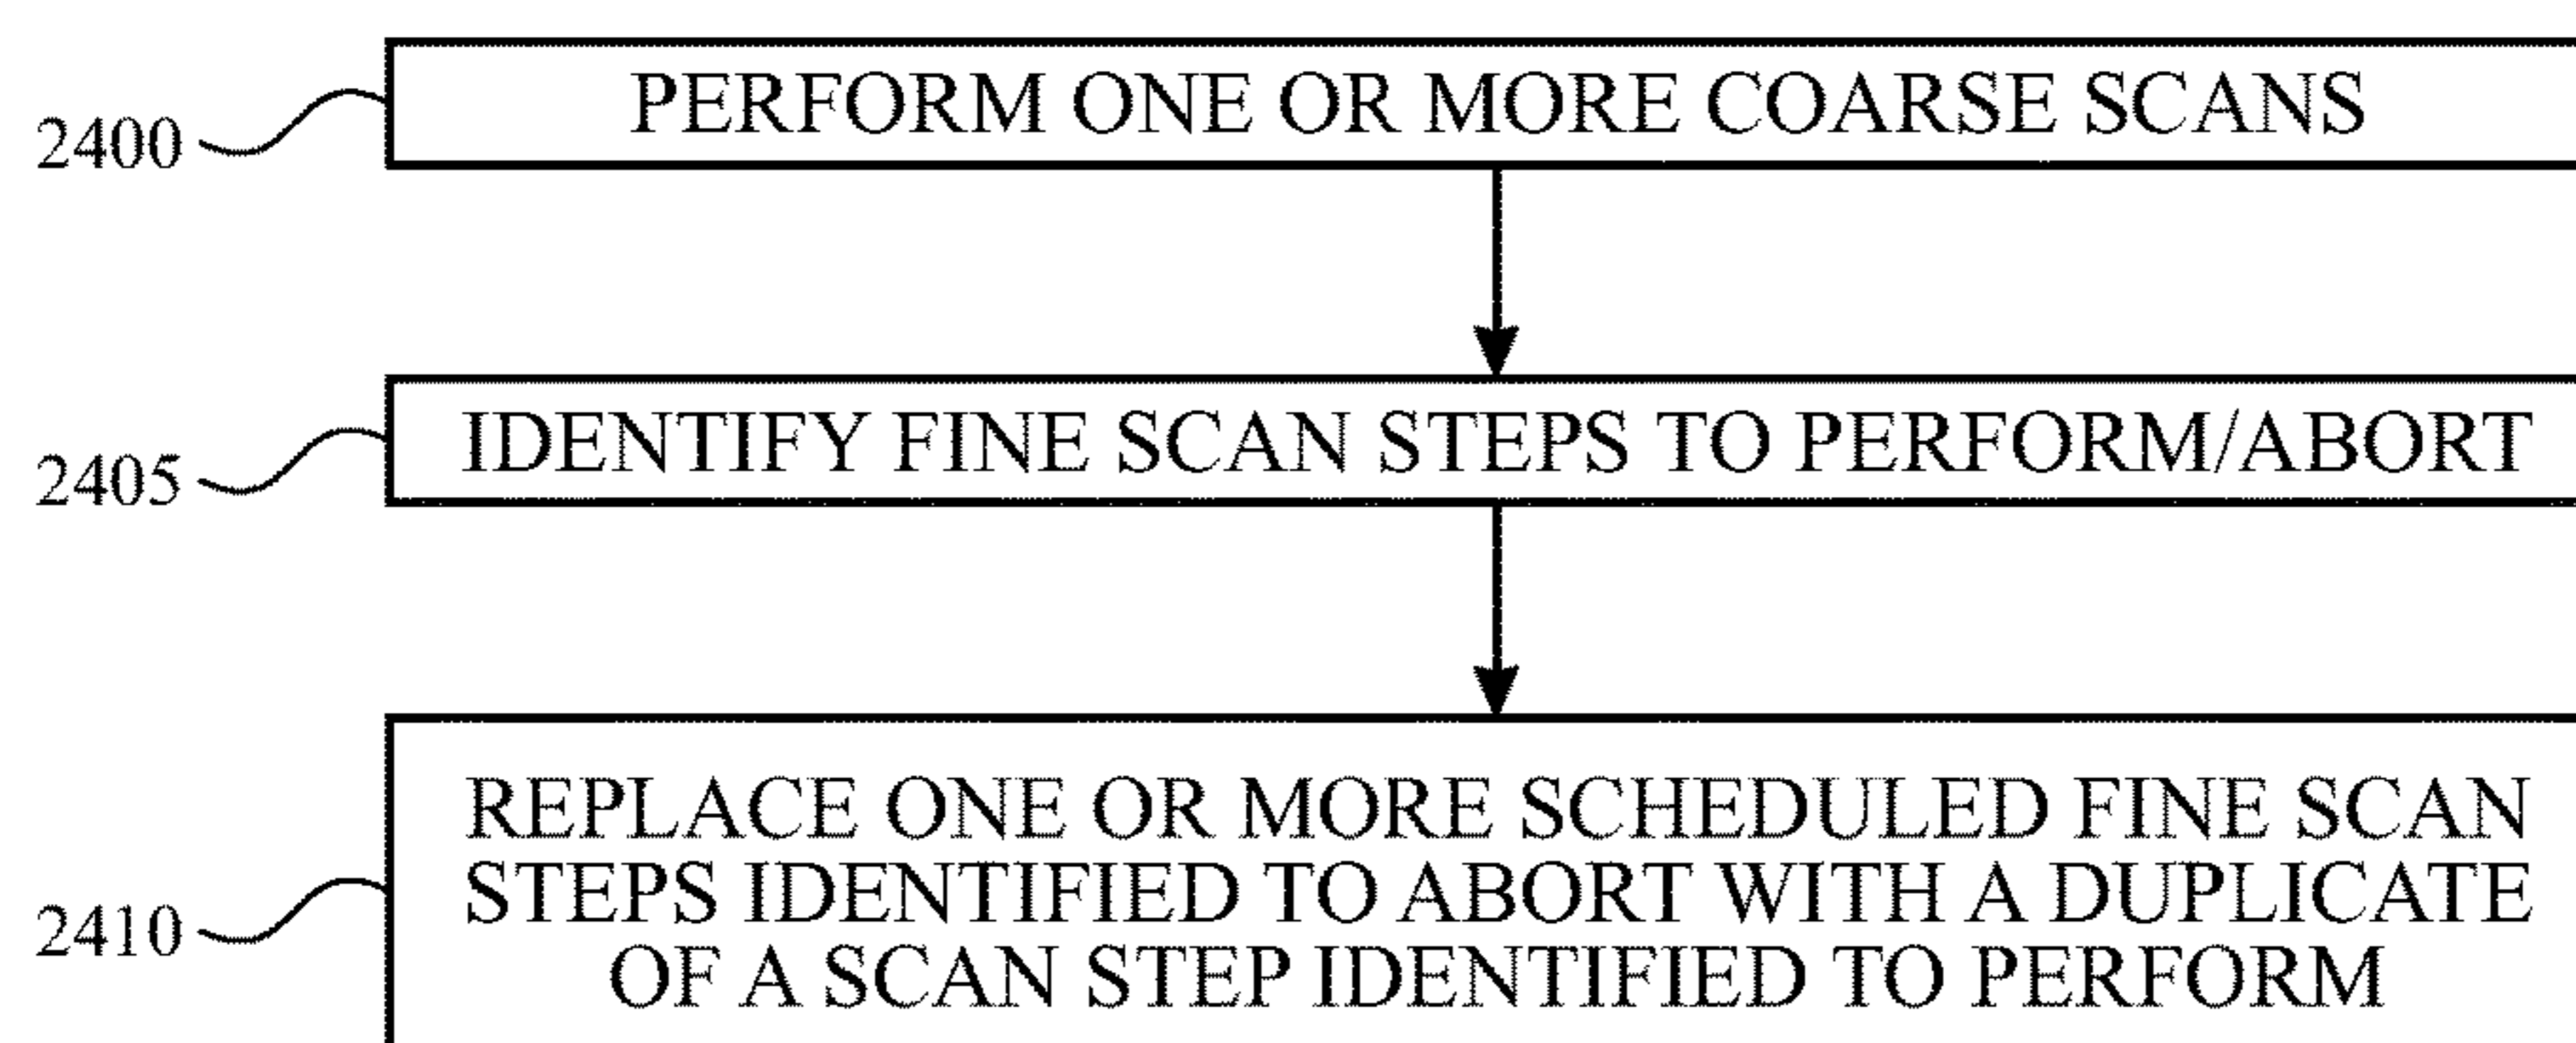 2400
PERFORM ONE OR MORE COARSE SCANS
2405
IDENTIFY FINE SCAN STEPS TO PERFORM/ABORT
2410
REPLACE ONE OR MORE SCHEDULED FINE SCAN
STEPS IDENTIFIED TO ABORT WITH A DUPLICATE
OF A SCAN STEP IDENTIFIED TO PERFORM